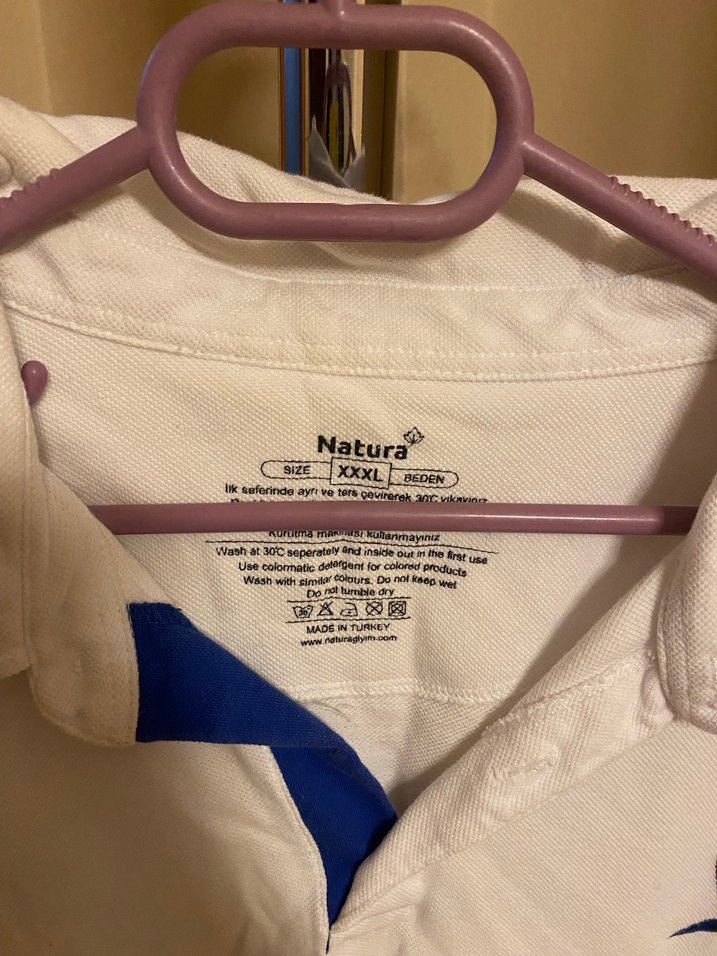 Natura
SIZE XXXL BEDEN
İlk seferinde ayrı ve ters çevirerek 30°C yıkayınız
Kurutma makinası kullanmayınız
Wash at 30°C seperately and inside out in the first use
Use colormatic detergent for colored products
Wash with similar colours. Do not keep wet
Do not tumble dry
30
MADE IN TURKEY
www.naturagiyim.com